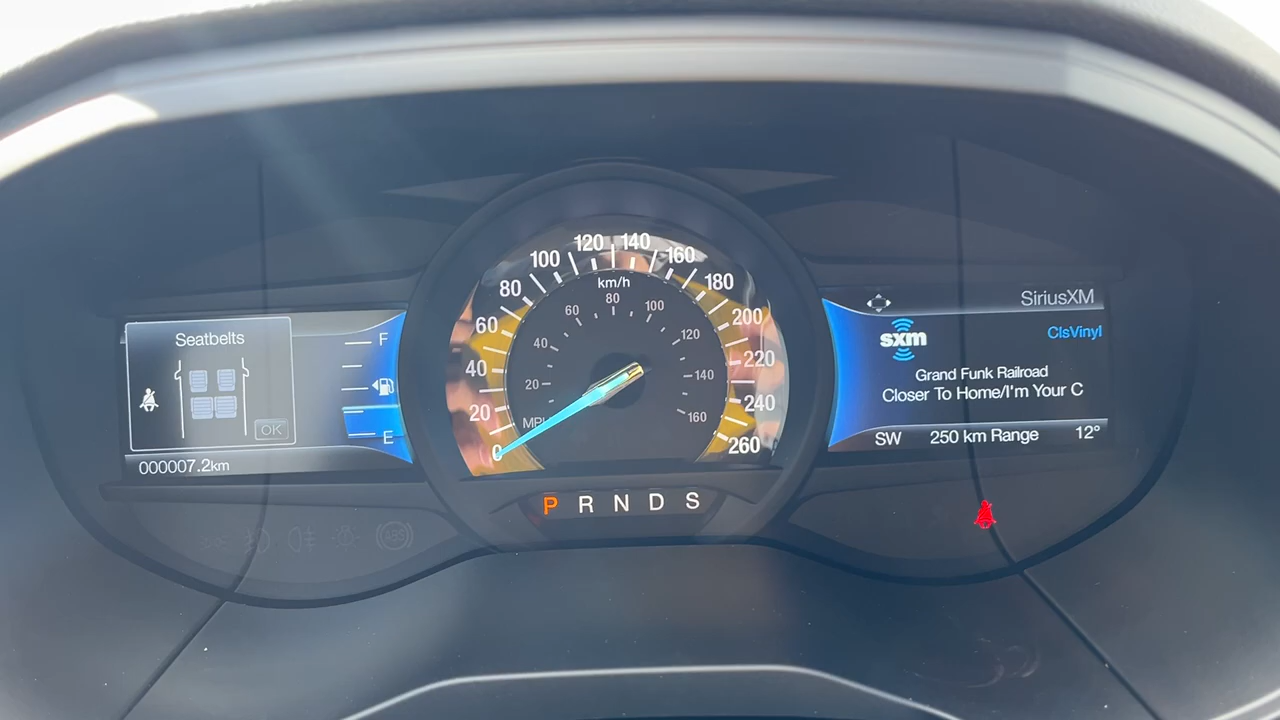 Seatbelts
OK
F
E
000007.2km
0
20
40
60
80
100
120
140
160
180
200
220
240
260
km/h
20
40
60
80
100
120
140
160
P R N D S
SiriusXM
sxm
ClsVinyl
Grand Funk Railroad
Closer To Home/I'm Your C
SW 250 km Range 12°